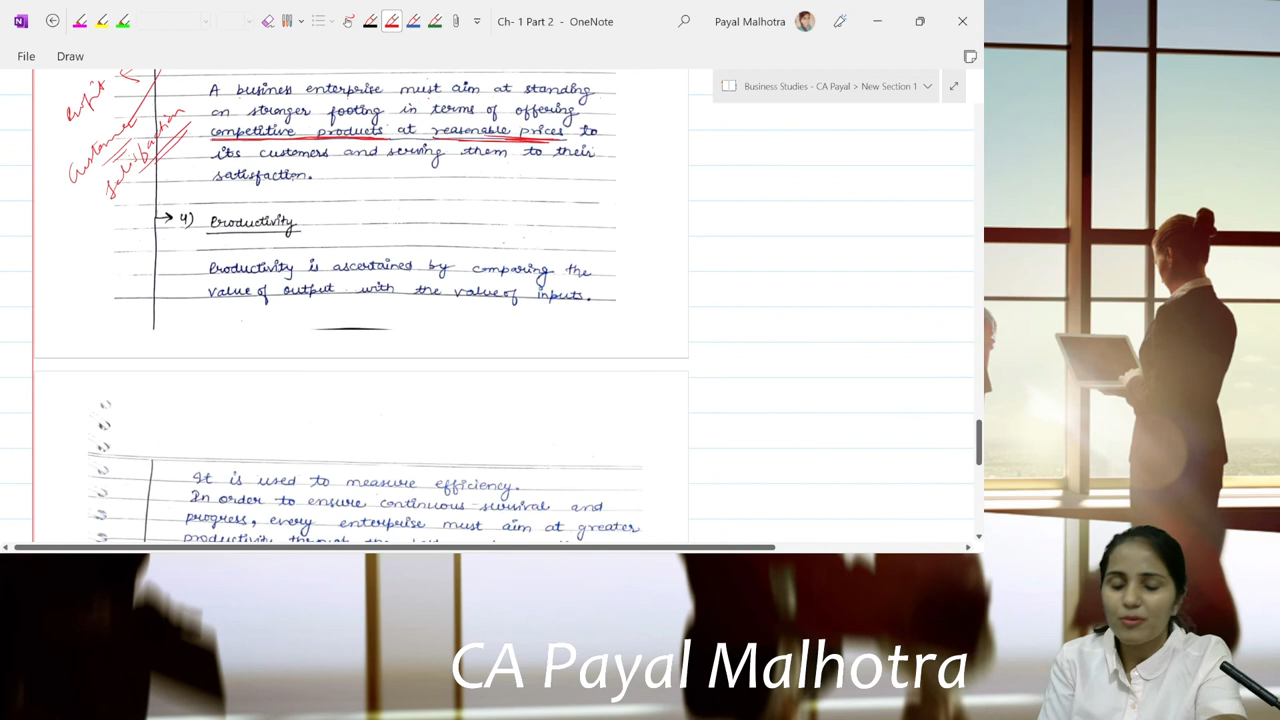 Ch- 1 Part 2 - OneNote
Payal Malhotra
File
Draw
Business Studies - CA Payal > New Section 1
Profit
Customer
satisfaction
A business enterprise must aim at standing
on stronger footing in terms of offering
competitive products at reasonable prices to
its customers and serving them to their
satisfaction.
4) Productivity
Productivity is ascertained by comparing the
value of output with the value of inputs.
It is used to measure efficiency.
In order to ensure continuous survival and
progress, every enterprise must aim at greater
productivity through the
CA Payal Malhotra